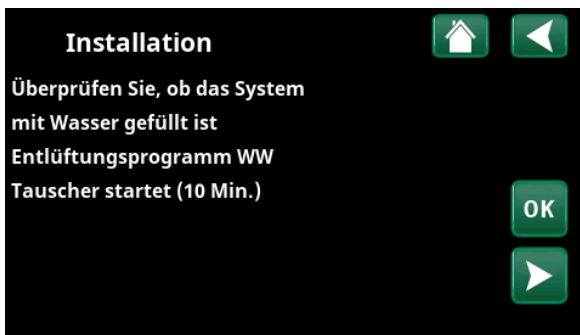 Installation
Überprüfen Sie, ob das System
mit Wasser gefüllt ist
Entlüftungsprogramm WW
Tauscher startet (10 Min.)
OK